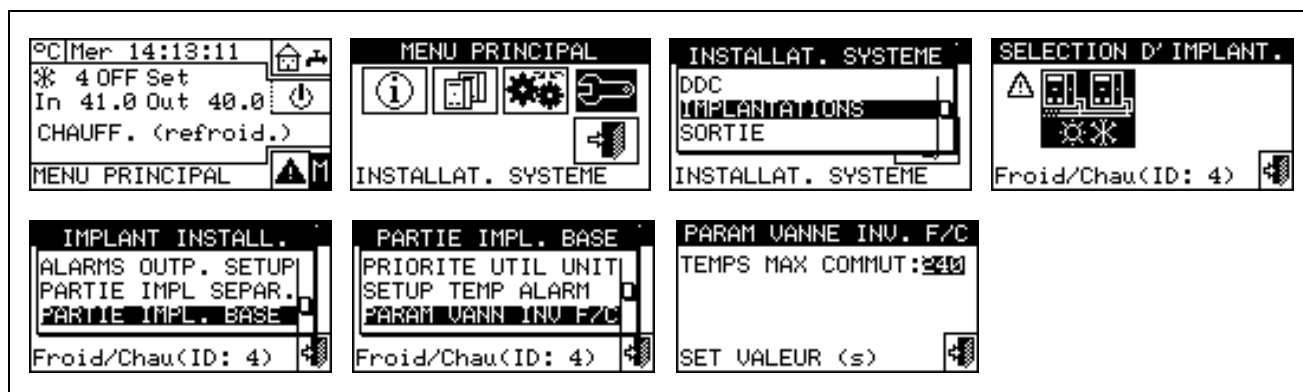 °C Mer 14:13:11
4 OFF Set
In 41.0 Out 40.0
CHAUFF. (refroid.)
MENU PRINCIPAL M
MENU PRINCIPAL
INSTALLAT. SYSTEME
INSTALLAT. SYSTEME
DDC
IMPLANTATIONS
SORTIE
INSTALLAT. SYSTEME
SELECTION D'IMPLANT.
Froid/Chau(ID: 4)
IMPLANT INSTALL.
ALARMS OUTP. SETUP
PARTIE IMPL SEPAR.
PARTIE IMPL. BASE
Froid/Chau(ID: 4)
PARTIE IMPL. BASE
PRIORITE UTIL UNIT
SETUP TEMP ALARM
PARAM VANN INV F/C
Froid/Chau(ID: 4)
PARAM VANNE INV. F/C
TEMPS MAX COMMUT: 240
SET VALEUR (s)